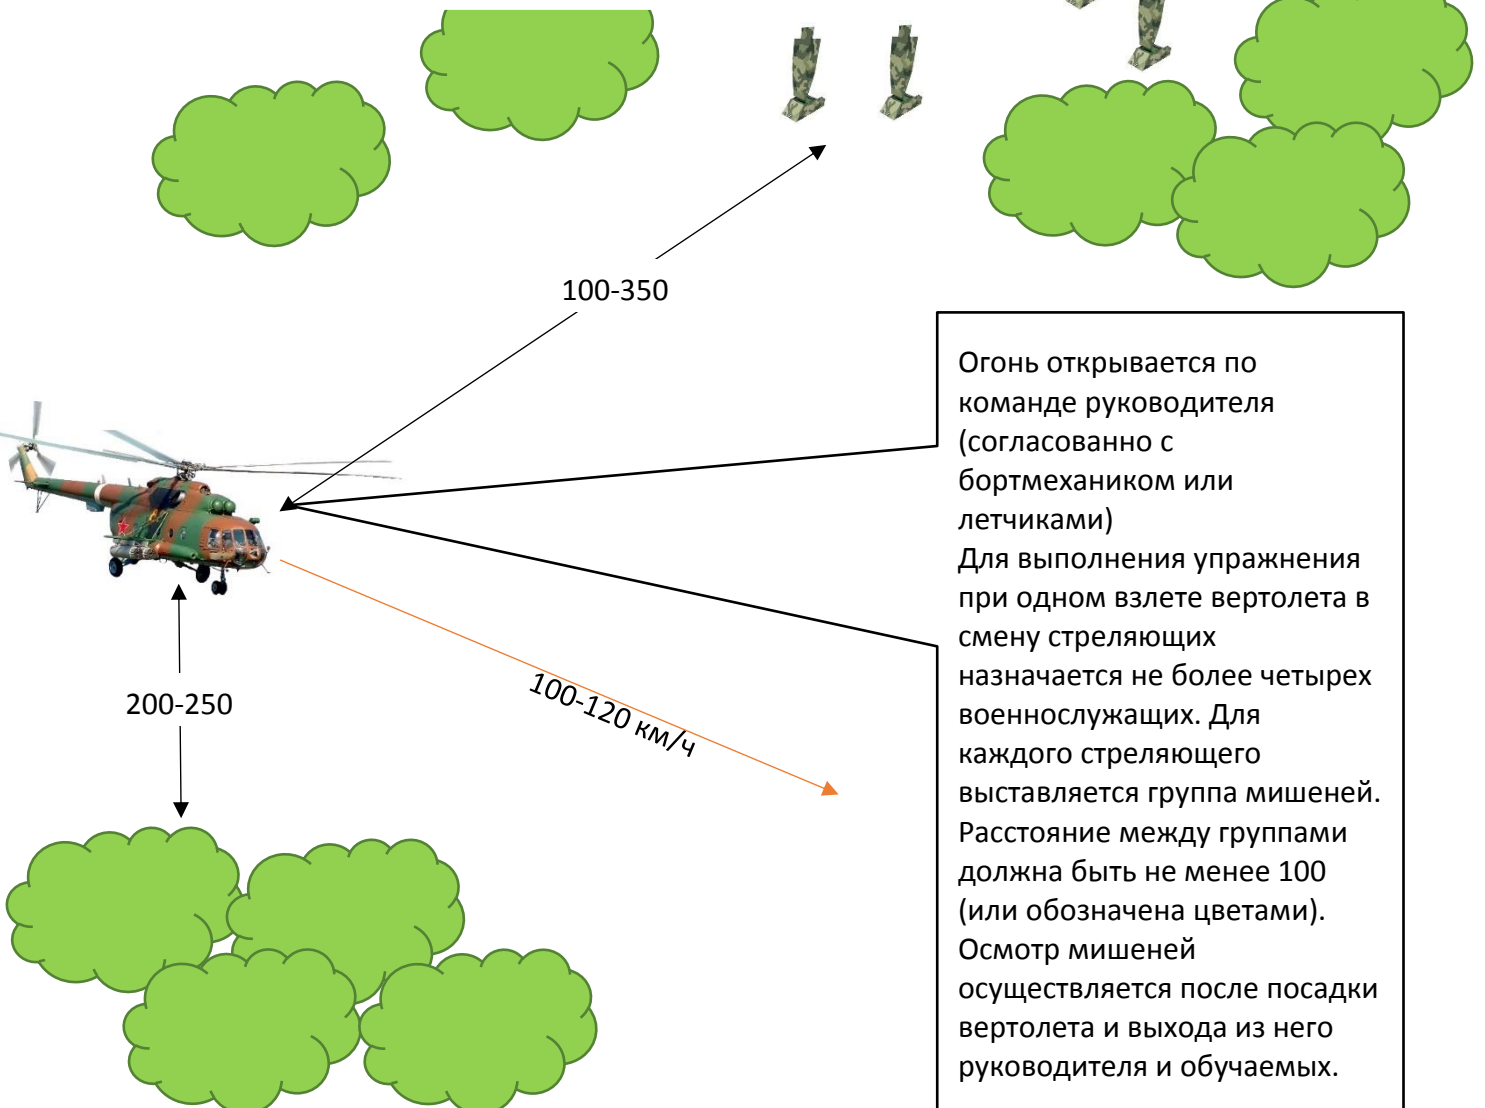 100-350
Огонь открывается по
команде руководителя
(согласованно с
бортмехаником или
летчиками)
Для выполнения упражнения
при одном взлете вертолета в
смену стреляющих
назначается не более четырех
военнослужащих. Для
каждого стреляющего
выставляется группа мишеней.
Расстояние между группами
должна быть не менее 100
(или обозначена цветами).
Осмотр мишеней
осуществляется после посадки
вертолета и выхода из него
руководителя и обучаемых.
200-250
100-120 км/ч